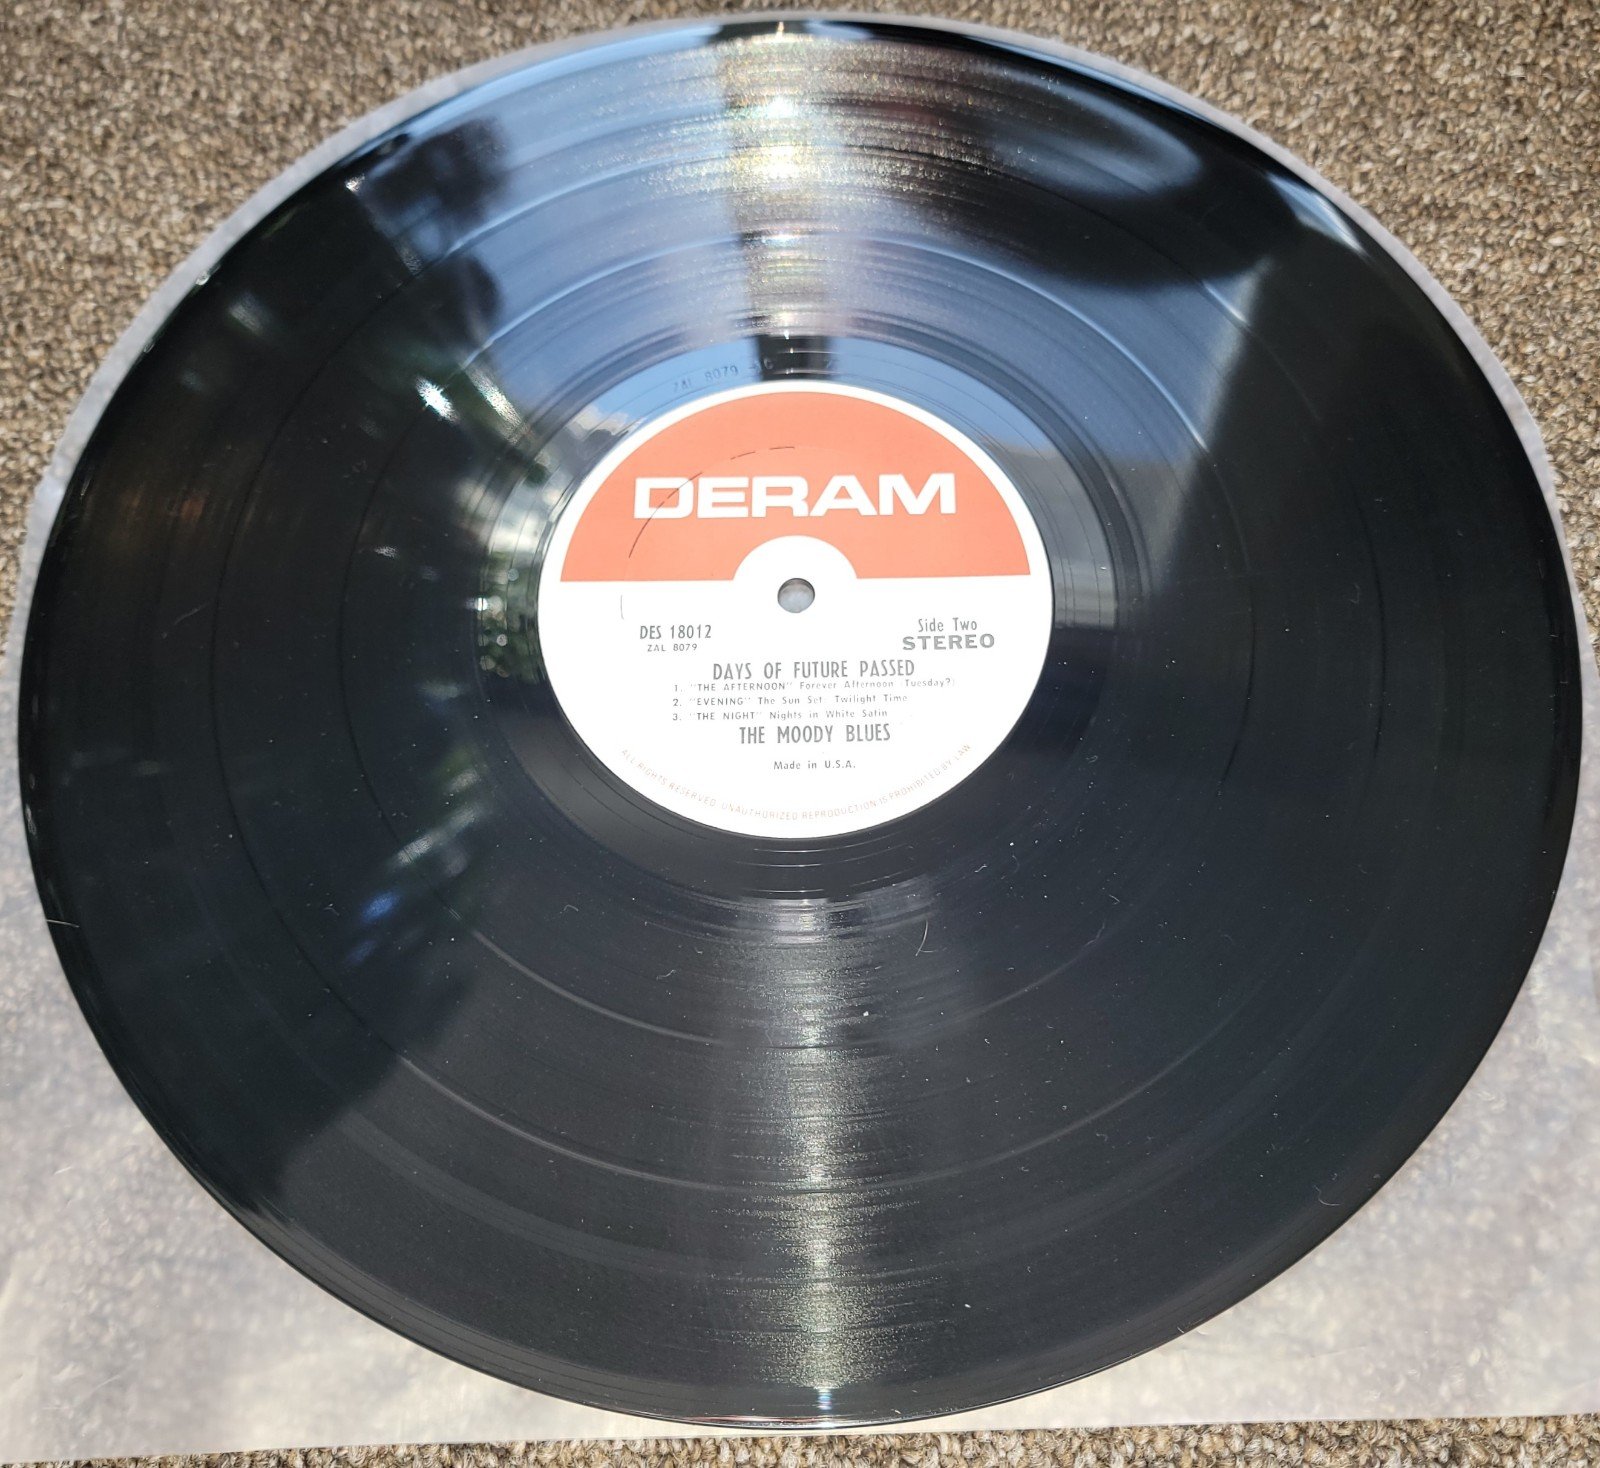 ZAL 8079
DERAM
DES 18012
ZAL 8079
Side Two
STEREO
DAYS OF FUTURE PASSED
1. "THE AFTERNOON" Forever Afternoon (Tuesday?)
2. "EVENING" The Sun Set: Twilight Time
3. "THE NIGHT" Nights in White Satin
THE MOODY BLUES
Made in U.S.A.
ALL RIGHTS RESERVED. UNAUTHORIZED REPRODUCTION IS PROHIBITED BY LAW